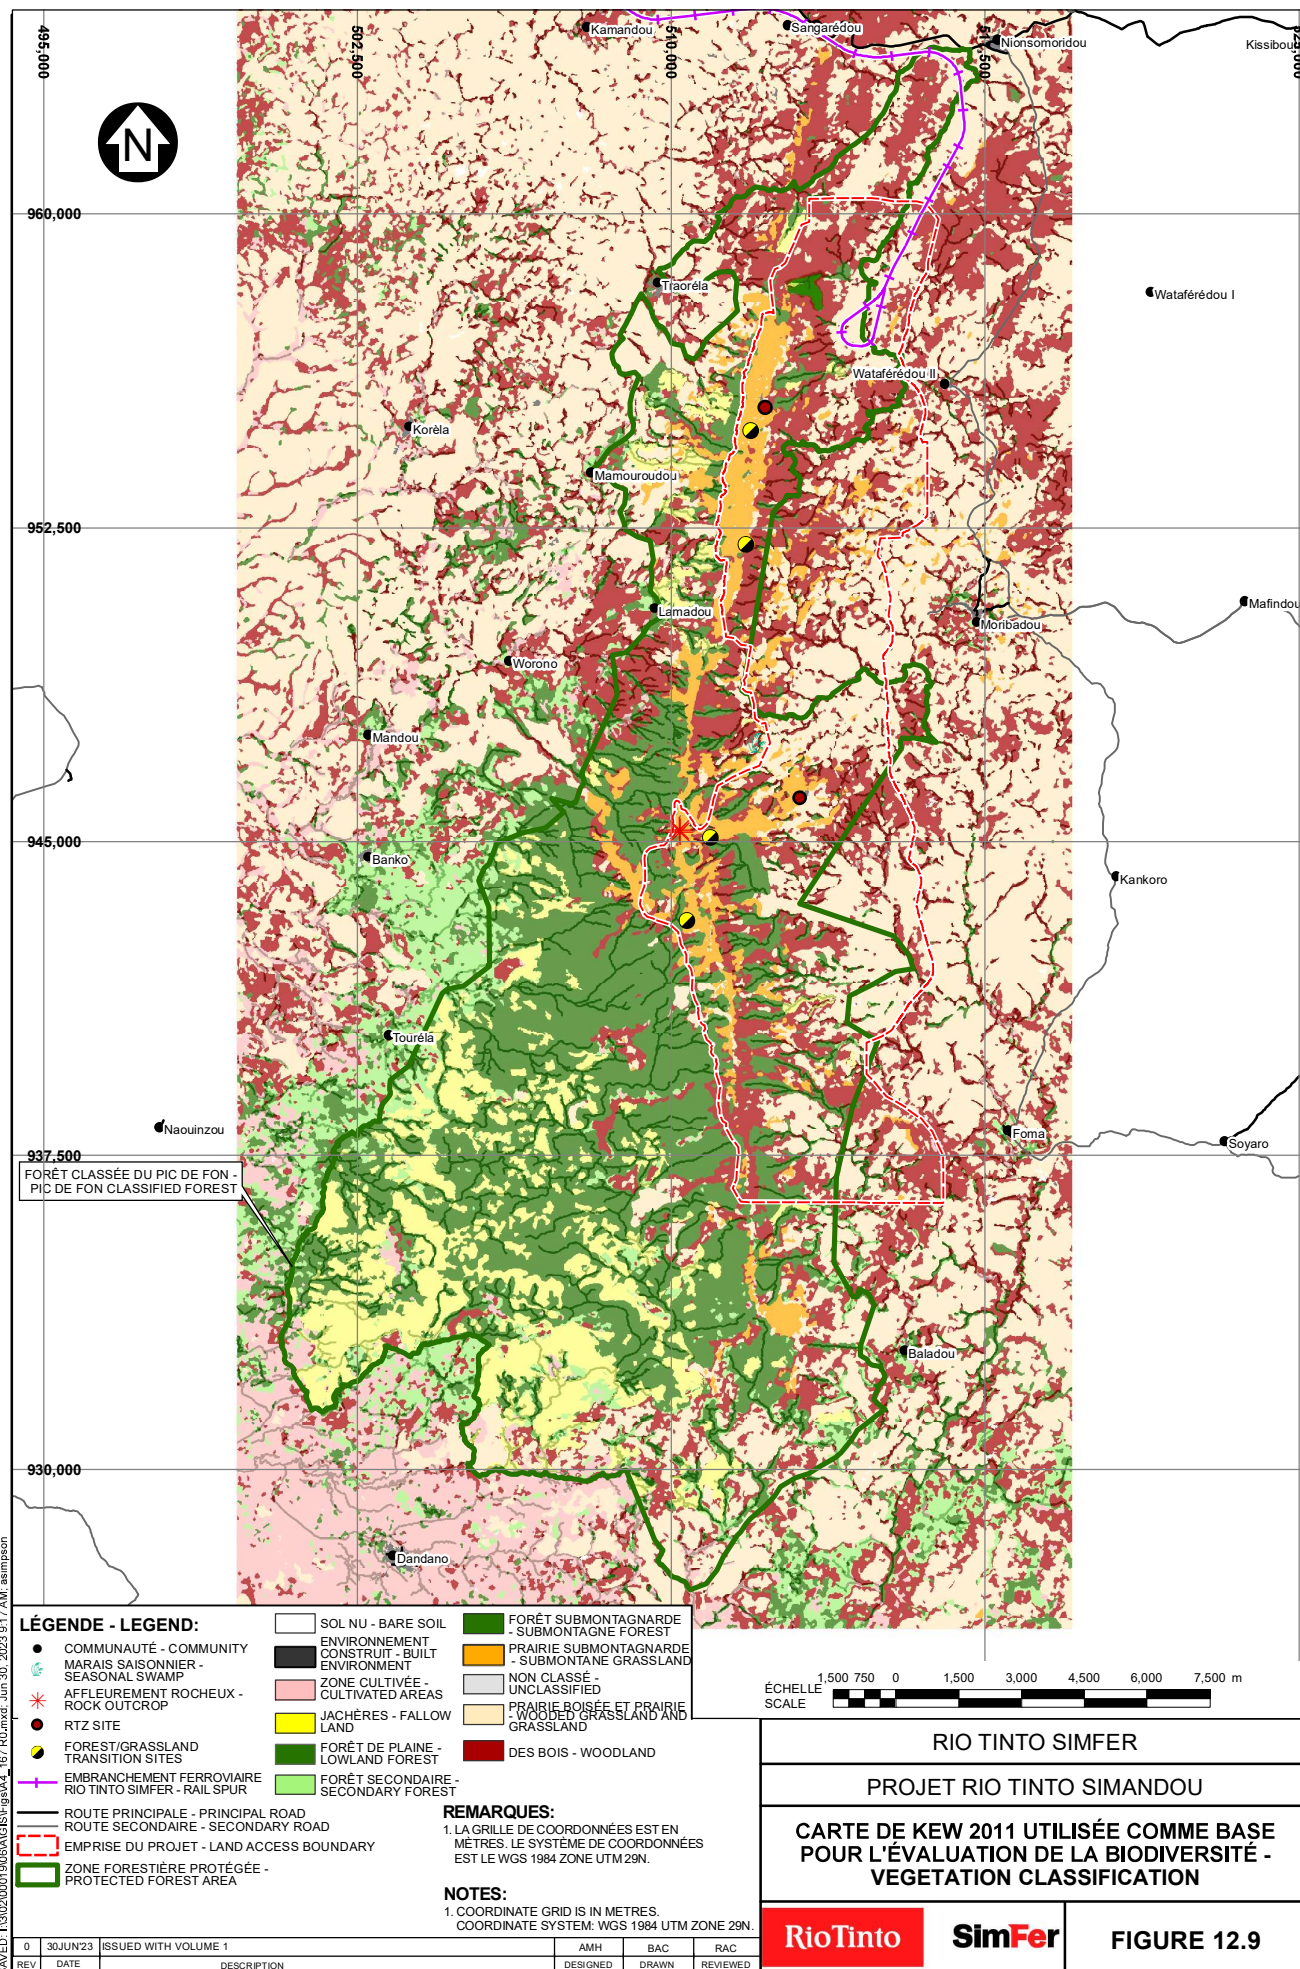 495,000
502,500
510,000
517,500
Kamandou
Sangarédou
Nionsomoridou
Kissibou
N
960,000
Traoréla
Wataférédou I
Wataférédou II
Korèla
Mamouroudou
952,500
Lamadou
Mafindou
Moribadou
Worono
Mandou
945,000
Banko
Kankoro
Touréla
Naouinzou
Foma
Soyaro
937,500
FORÊT CLASSÉE DU PIC DE FON -
PIC DE FON CLASSIFIED FOREST
Baladou
930,000
Dandano
LÉGENDE - LEGEND:
COMMUNAUTÉ - COMMUNITY
MARAIS SAISONNIER -
SEASONAL SWAMP
AFFLEUREMENT ROCHEUX -
ROCK OUTCROP
RTZ SITE
FOREST/GRASSLAND
TRANSITION SITES
EMBRANCHEMENT FERROVIAIRE
RIO TINTO SIMFER - RAIL SPUR
ROUTE PRINCIPALE - PRINCIPAL ROAD
ROUTE SECONDAIRE - SECONDARY ROAD
EMPRISE DU PROJET - LAND ACCESS BOUNDARY
ZONE FORESTIÈRE PROTÉGÉE -
PROTECTED FOREST AREA
SOL NU - BARE SOIL
ENVIRONNEMENT
CONSTRUIT - BUILT
ENVIRONMENT
ZONE CULTIVÉE -
CULTIVATED AREAS
JACHÈRES - FALLOW
LAND
FORÊT DE PLAINE -
LOWLAND FOREST
FORÊT SECONDAIRE -
SECONDARY FOREST
FORÊT SUBMONTAGNARDE
- SUBMONTAGNE FOREST
PRAIRIE SUBMONTAGNARDE
- SUBMONTANE GRASSLAND
NON CLASSÉ -
UNCLASSIFIED
PRAIRIE BOISÉE ET PRAIRIE
- WOODED GRASSLAND AND
GRASSLAND
DES BOIS - WOODLAND
REMARQUES:
1. LA GRILLE DE COORDONNÉES EST EN
MÈTRES. LE SYSTÈME DE COORDONNÉES
EST LE WGS 1984 ZONE UTM 29N.
NOTES:
1. COORDINATE GRID IS IN METRES.
COORDINATE SYSTEM: WGS 1984 UTM ZONE 29N.
ÉCHELLE
SCALE
1,500 750 0 1,500 3,000 4,500 6,000 7,500 m
RIO TINTO SIMFER
PROJET RIO TINTO SIMANDOU
CARTE DE KEW 2011 UTILISÉE COMME BASE
POUR L'ÉVALUATION DE LA BIODIVERSITÉ -
VEGETATION CLASSIFICATION
RioTinto
SimFer
FIGURE 12.9
0 30JUN'23 ISSUED WITH VOLUME 1 AMH BAC RAC
REV DATE DESCRIPTION DESIGNED DRAWN REVIEWED